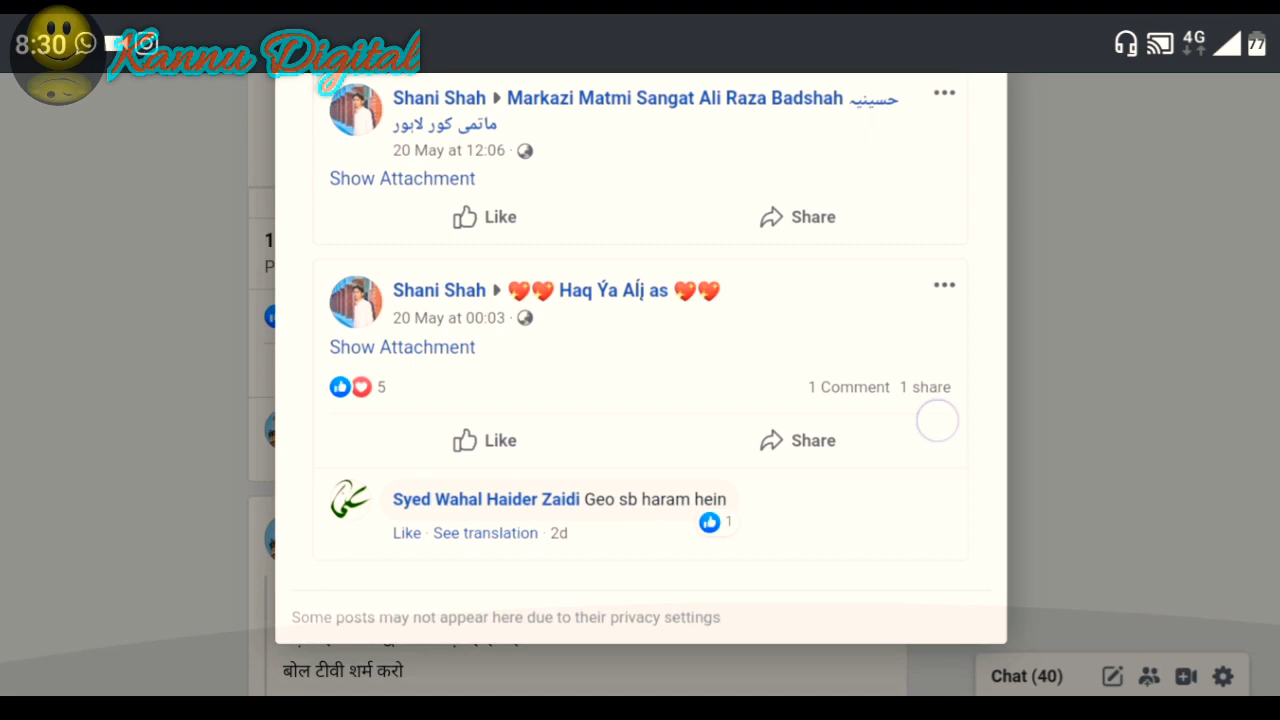 8:30
Kannu Digital
4G
77
Shani Shah Markazi Matmi Sangat Ali Raza Badshah حسینیہ
ماتمی کور لاہور
20 May at 12:06 ·
Show Attachment
Like
Share
Shani Shah 💖💖 Haq Ýa Aĺį as 💖💖
20 May at 00:03 ·
Show Attachment
5
1 Comment 1 share
Like
Share
Syed Wahal Haider Zaidi Geo sb haram hein
1
Like · See translation · 2d
Some posts may not appear here due to their privacy settings
बोल टीवी शर्म करो
Chat (40)